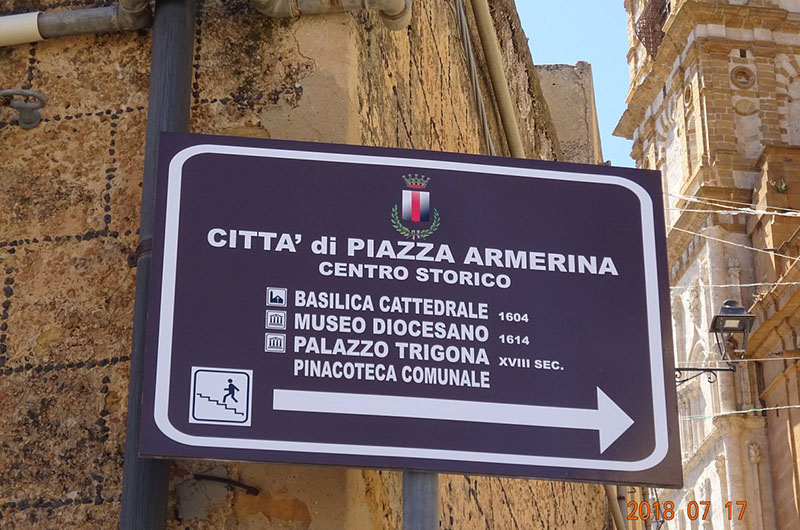 CITTA' di PIAZZA ARMERINA
CENTRO STORICO
BASILICA CATTEDRALE 1604
MUSEO DIOCESANO 1614
PALAZZO TRIGONA XVIII SEC.
PINACOTECA COMUNALE
2018 07 17